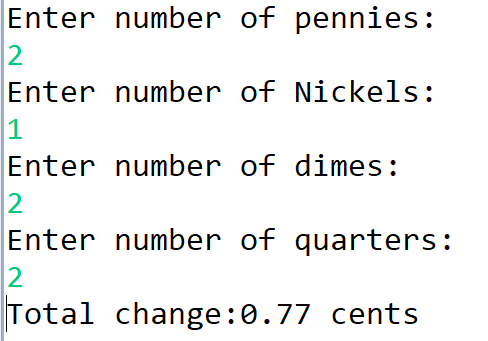 Enter number of pennies:
2
Enter number of Nickels:
1
Enter number of dimes:
2
Enter number of quarters:
2
Total change:0.77 cents